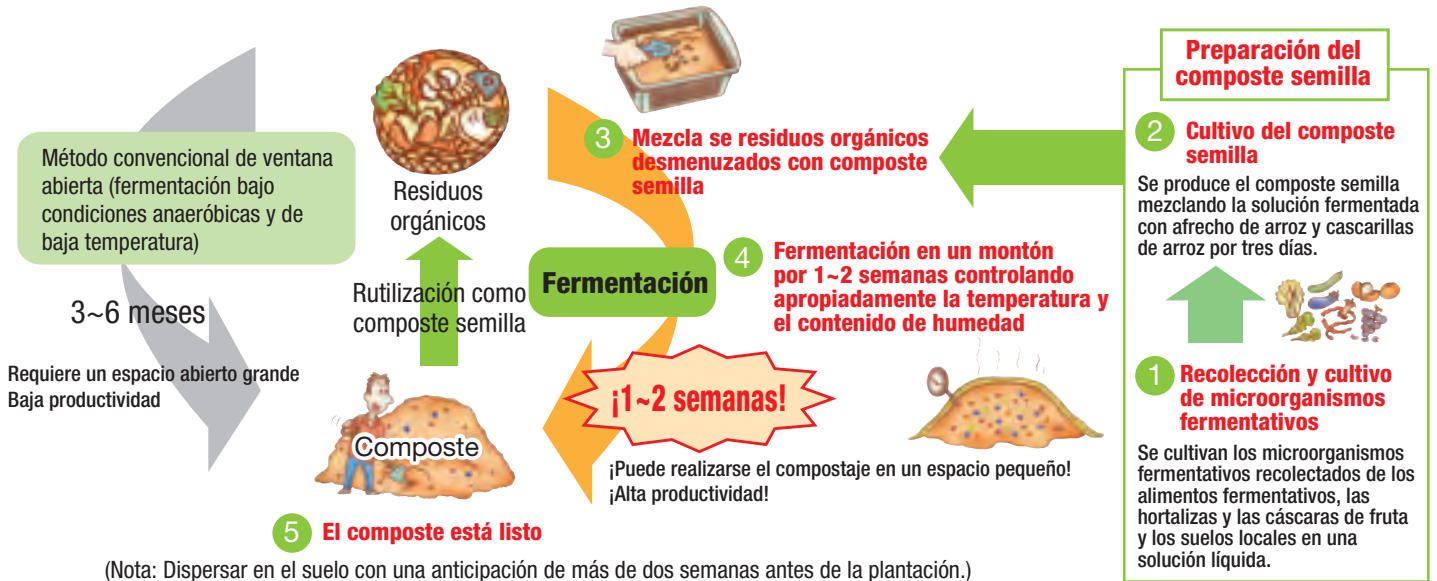 Preparación del
composte semilla
2 Cultivo del composte
semilla
Se produce el composte semilla
mezclando la solución fermentada
con afrecho de arroz y cascarillas
de arroz por tres días.
1 Recolección y cultivo
de microorganismos
fermentativos
Se cultivan los microorganismos
fermentativos recolectados de los
alimentos fermentativos, las
hortalizas y las cáscaras de fruta
y los suelos locales en una
solución líquida.
3 Mezcla se residuos orgánicos
desmenuzados con composte
semilla
Residuos
orgánicos
Fermentación
4 Fermentación en un montón
por 1~2 semanas controlando
apropiadamente la temperatura y
el contenido de humedad
¡1~2 semanas!
¡Puede realizarse el compostaje en un espacio pequeño!
¡Alta productividad!
Rutilización como
composte semilla
Composte
5 El composte está listo
(Nota: Dispersar en el suelo con una anticipación de más de dos semanas antes de la plantación.)
Método convencional de ventana
abierta (fermentación bajo
condiciones anaeróbicas y de
baja temperatura)
3~6 meses
Requiere un espacio abierto grande
Baja productividad